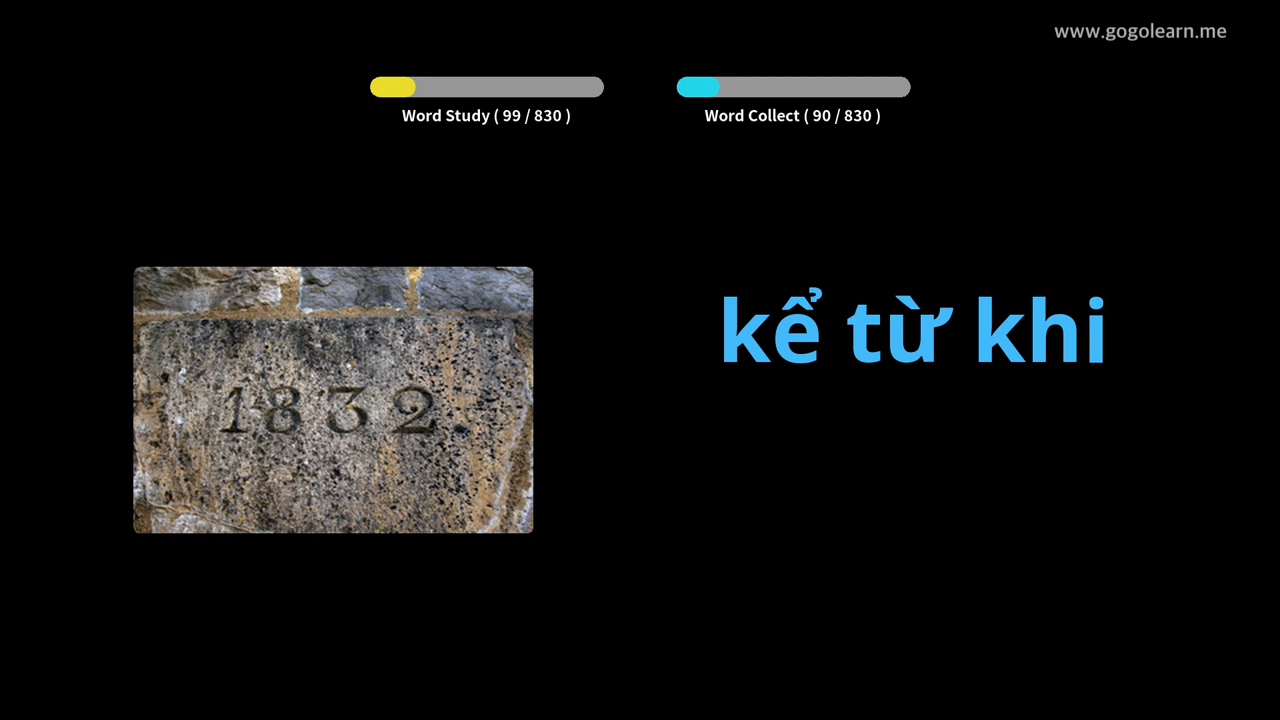 www.gogolearn.me
Word Study ( 99 / 830 )
Word Collect ( 90 / 830 )
kể từ khi
1832.